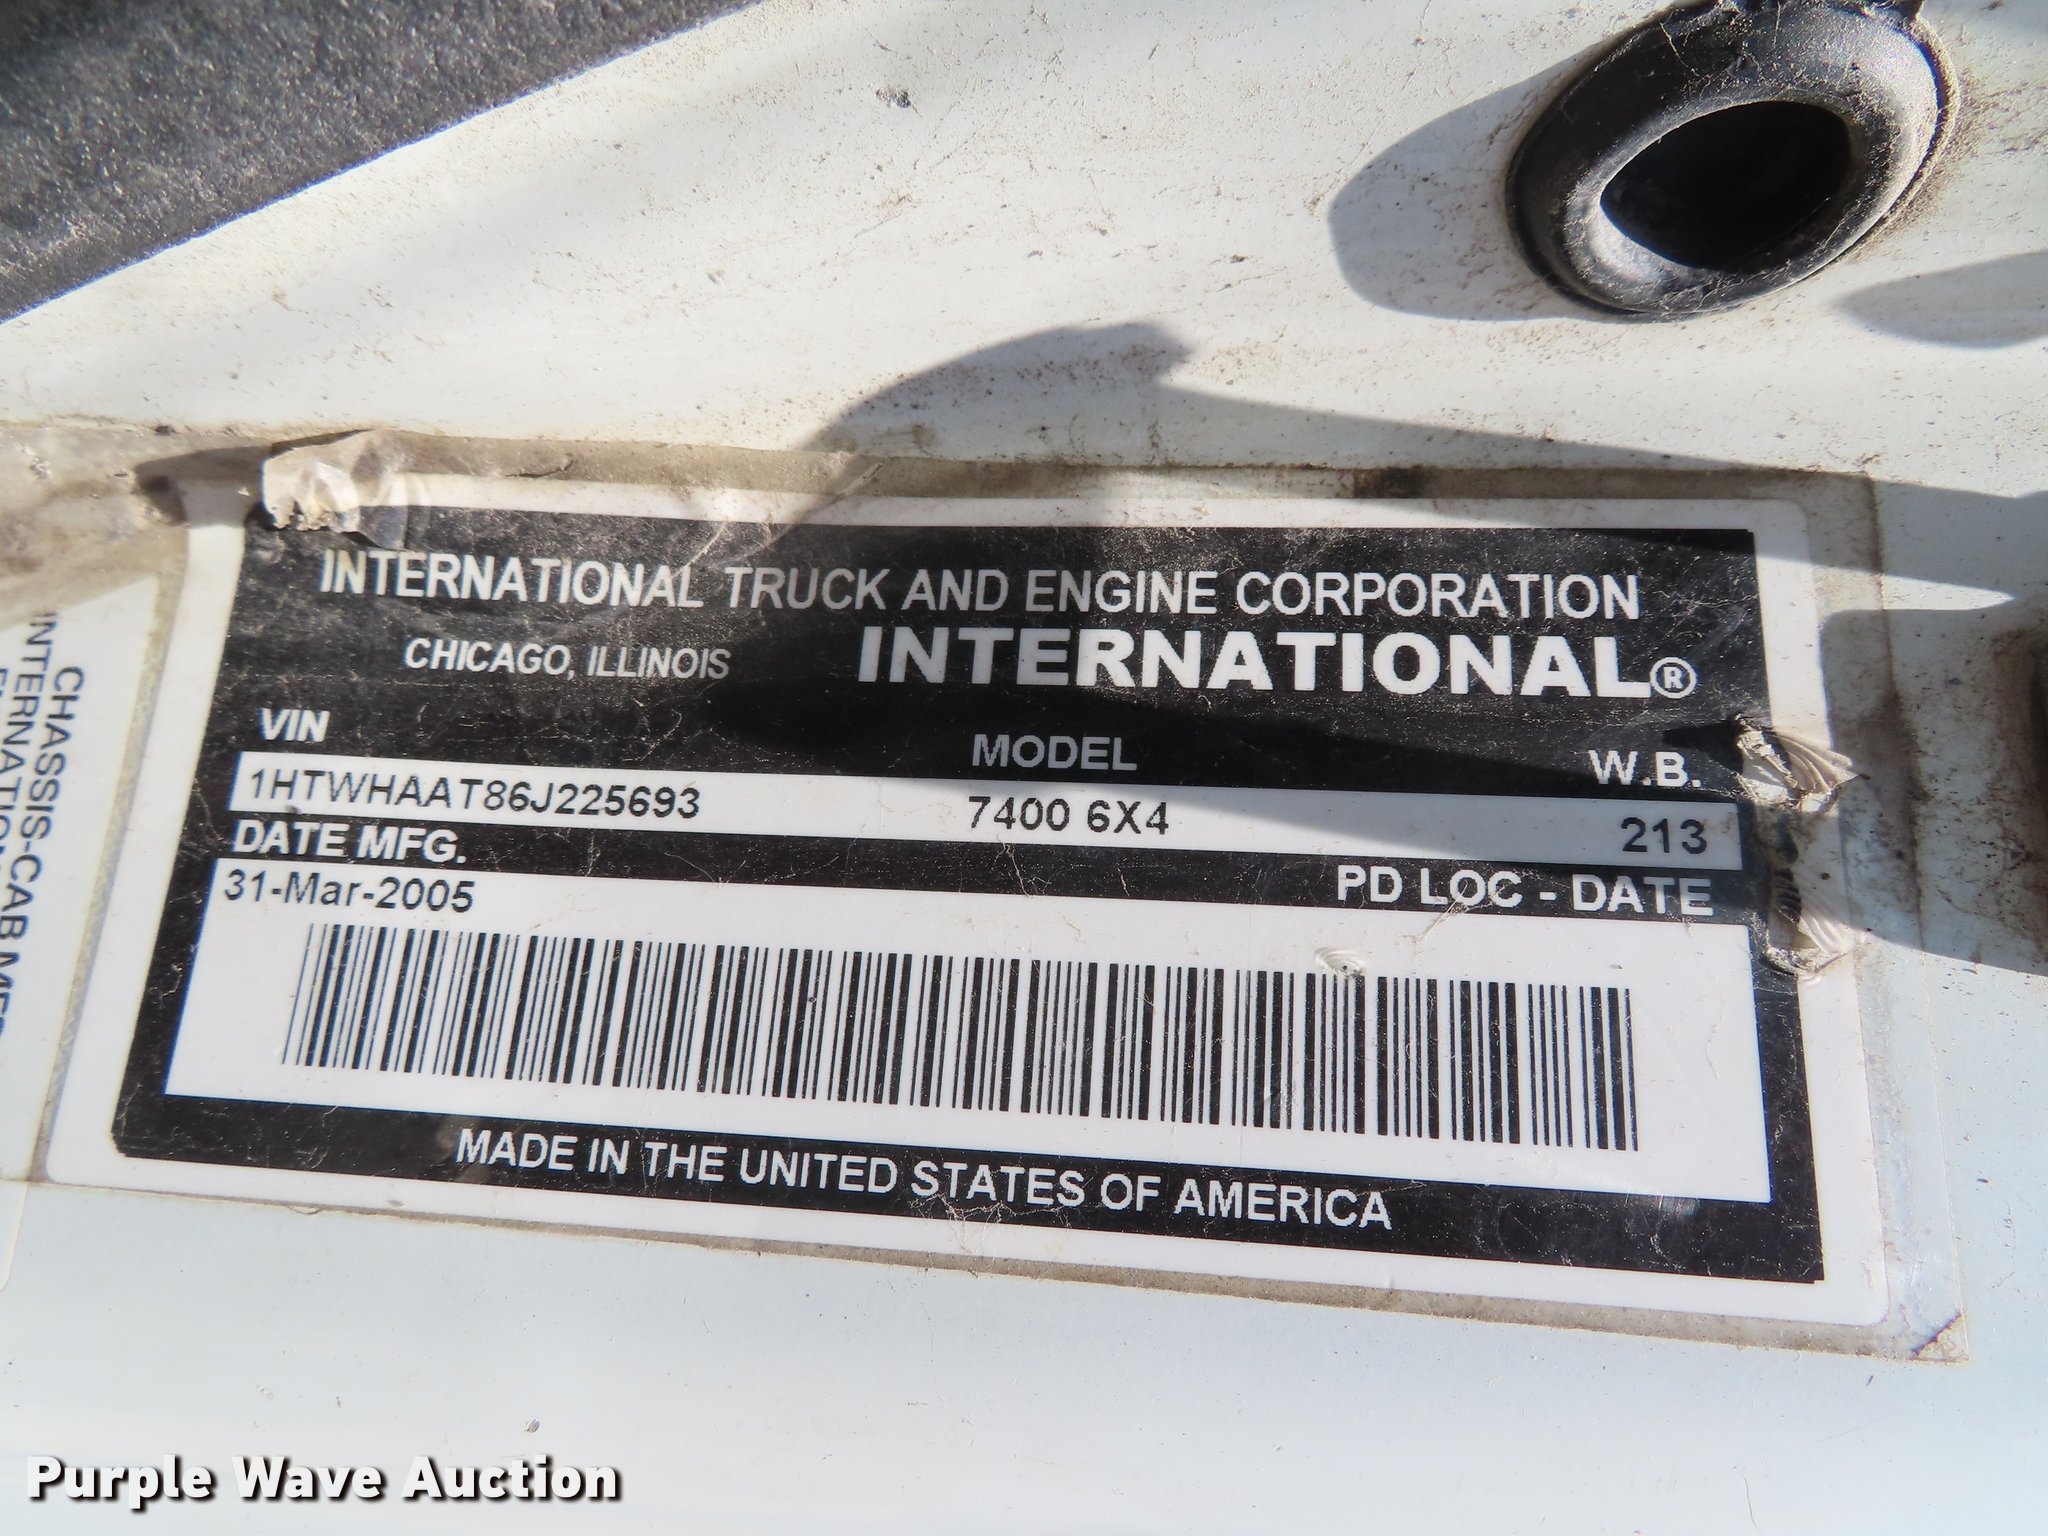 INTERNATIONAL TRUCK AND ENGINE CORPORATION
CHICAGO, ILLINOIS INTERNATIONAL®
VIN MODEL W.B.
1HTWHAAT86J225693 7400 6X4 213
DATE MFG. PD LOC - DATE
31-Mar-2005
MADE IN THE UNITED STATES OF AMERICA
CHASSIS-CAB
INTERNATIONAL
Purple Wave Auction